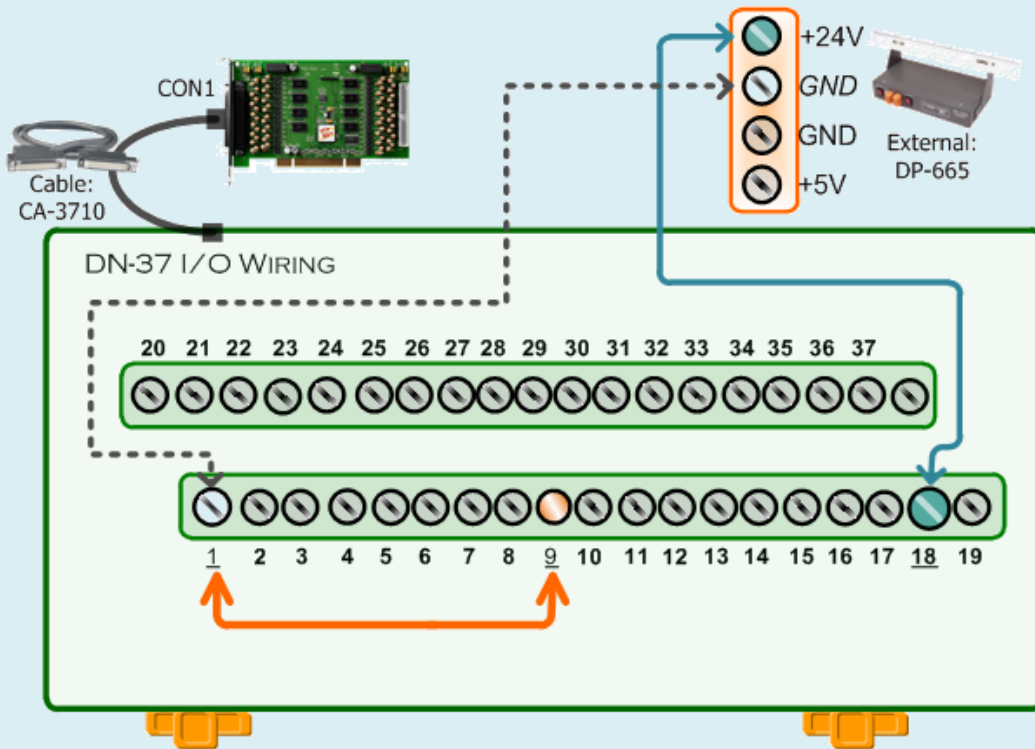 +24V
CON1
GND
GND
External:
DP-665
Cable:
CA-3710
+5V
DN-37 I/O WIRING
20 21 22 23 24 25 26 27 28 29 30 31 32 33 34 35 36 37
1 2 3 4 5 6 7 8 9 10 11 12 13 14 15 16 17 18 19